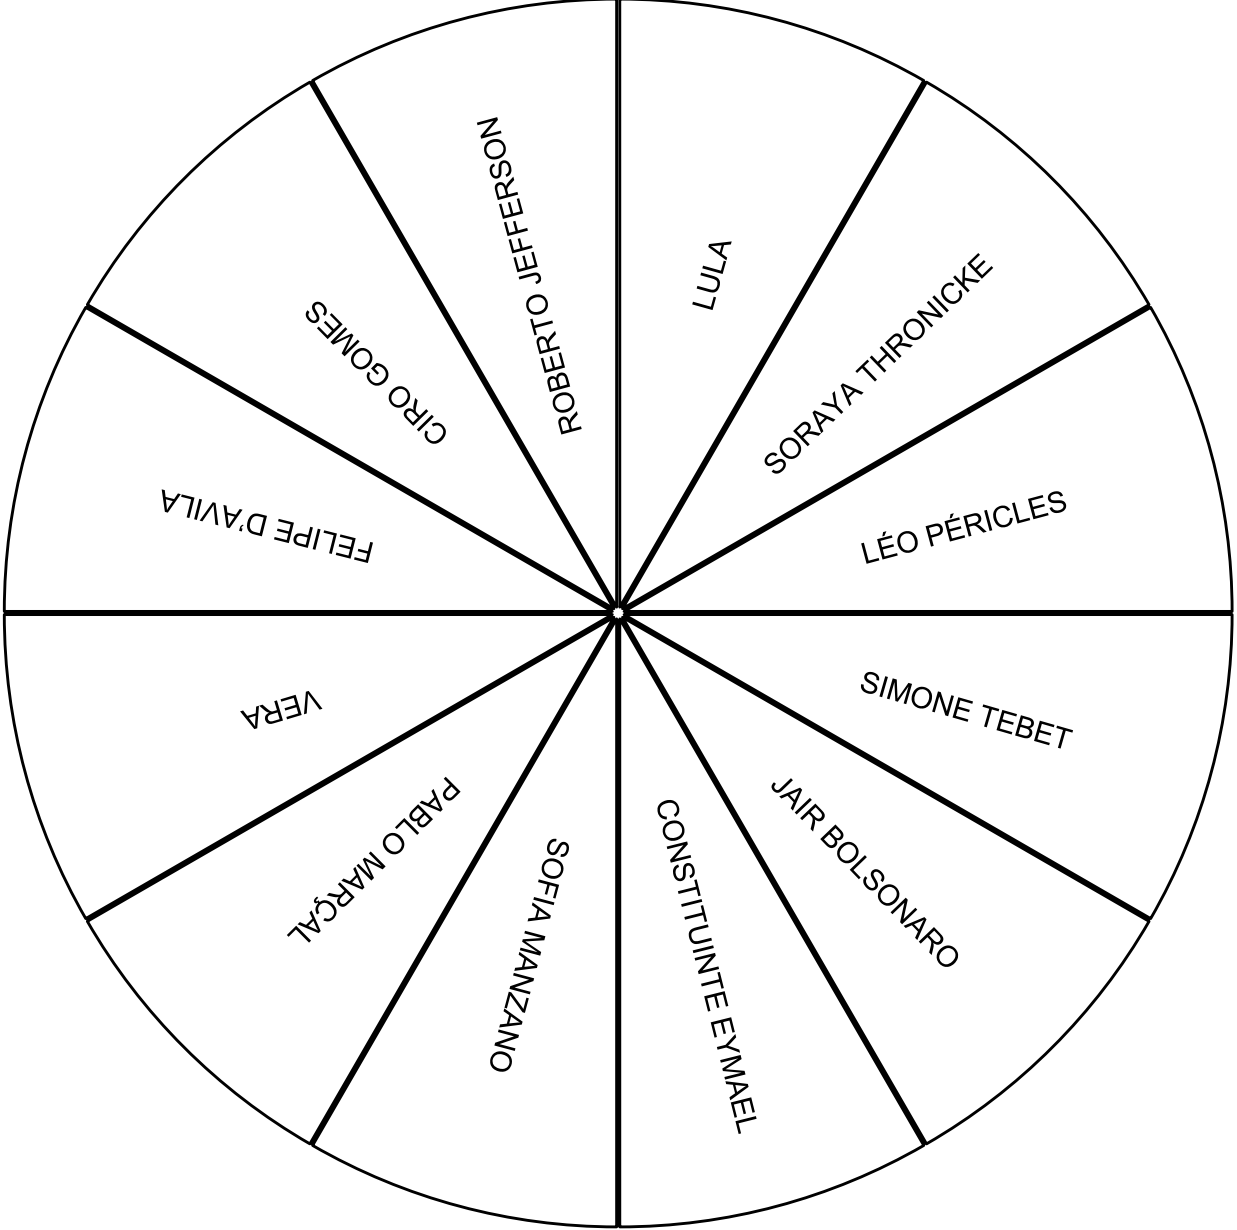 LULA
SORAYA THRONICKE
LÉO PÉRICLES
SIMONE TEBET
JAIR BOLSONARO
CONSTITUINTE EYMAEL
SOFIA MANZANO
PABLO MARÇAL
VERA
FELIPE D'AVILA
CIRO GOMES
ROBERTO JEFFERSON